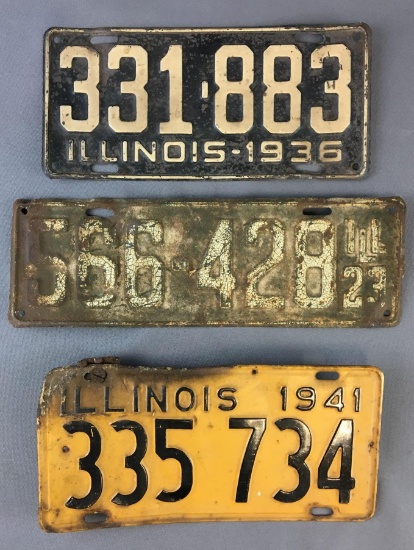 331-883
ILLINOIS-1936
566-428 ILL 23
ILLINOIS 1941
335 734